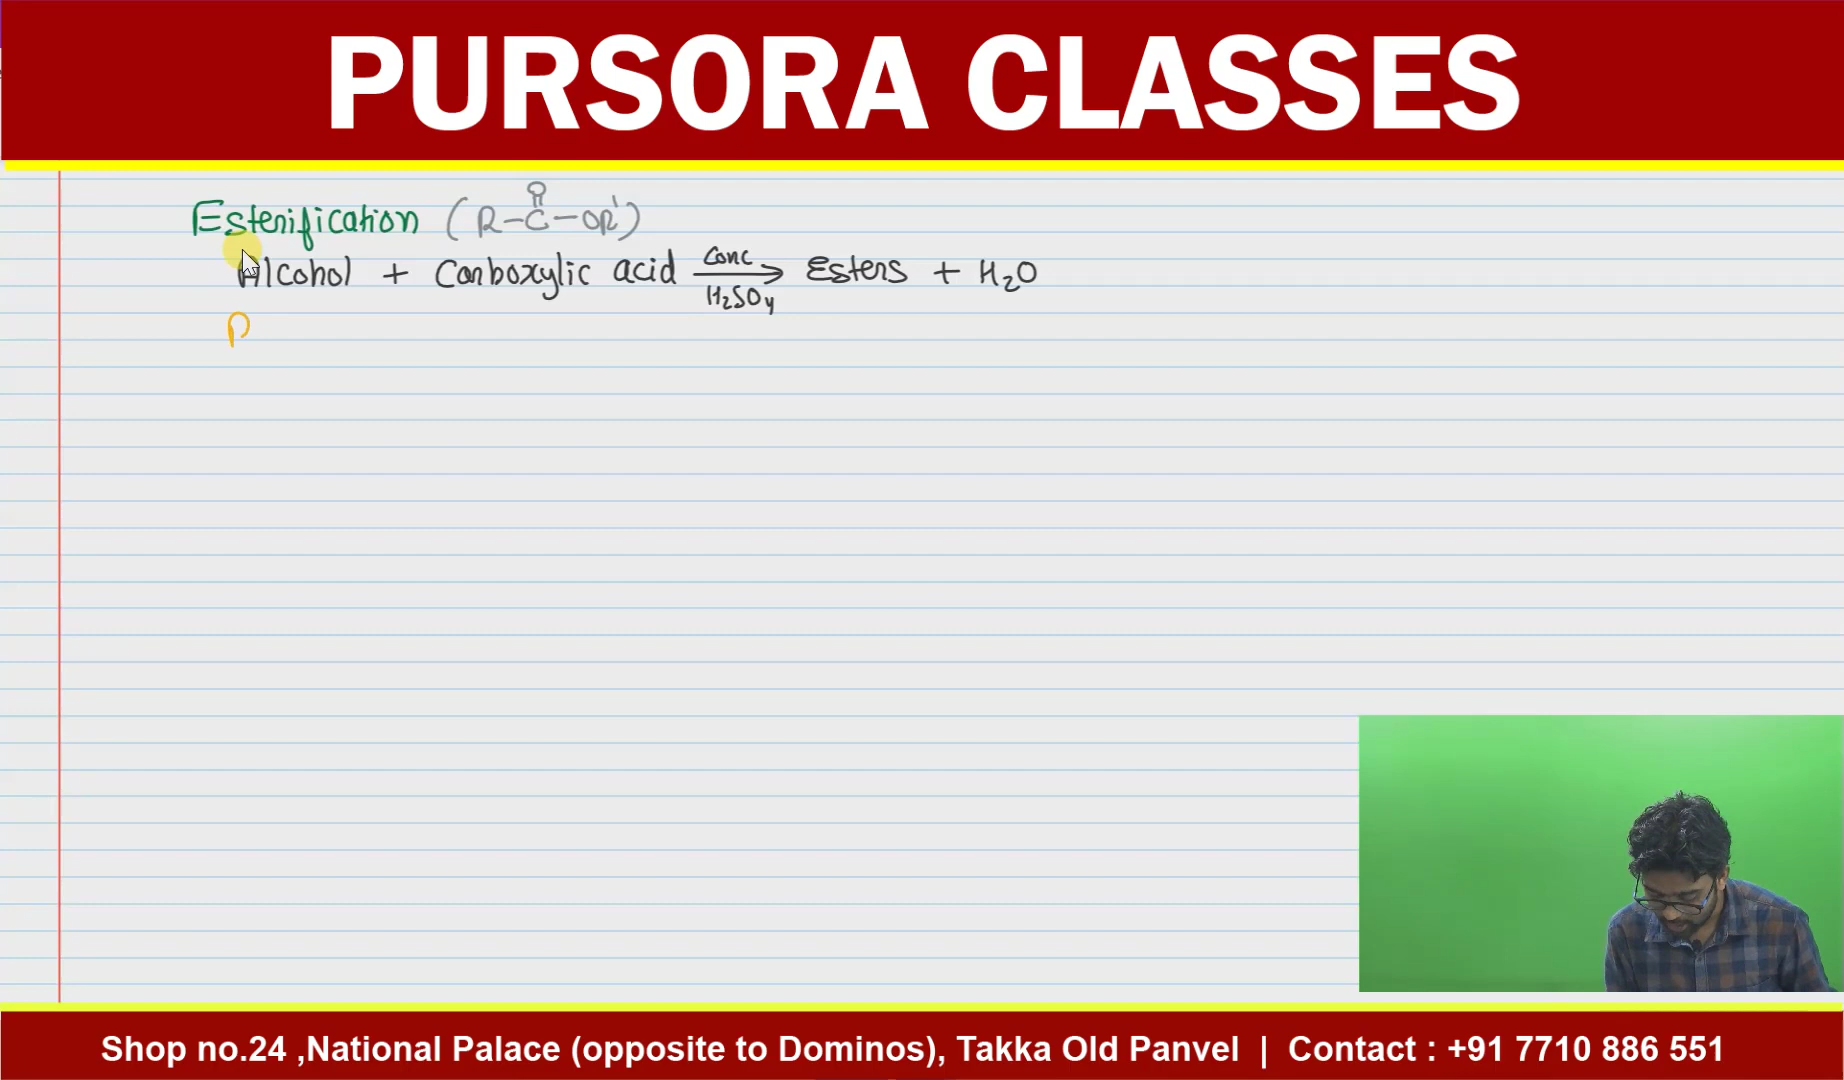 PURSORA CLASSES
Esterification (R-C-OR')
O
Alcohol + Carboxylic acid Conc H₂SO₄ → Esters + H₂O
P
Shop no.24 ,National Palace (opposite to Dominos), Takka Old Panvel | Contact : +91 7710 886 551